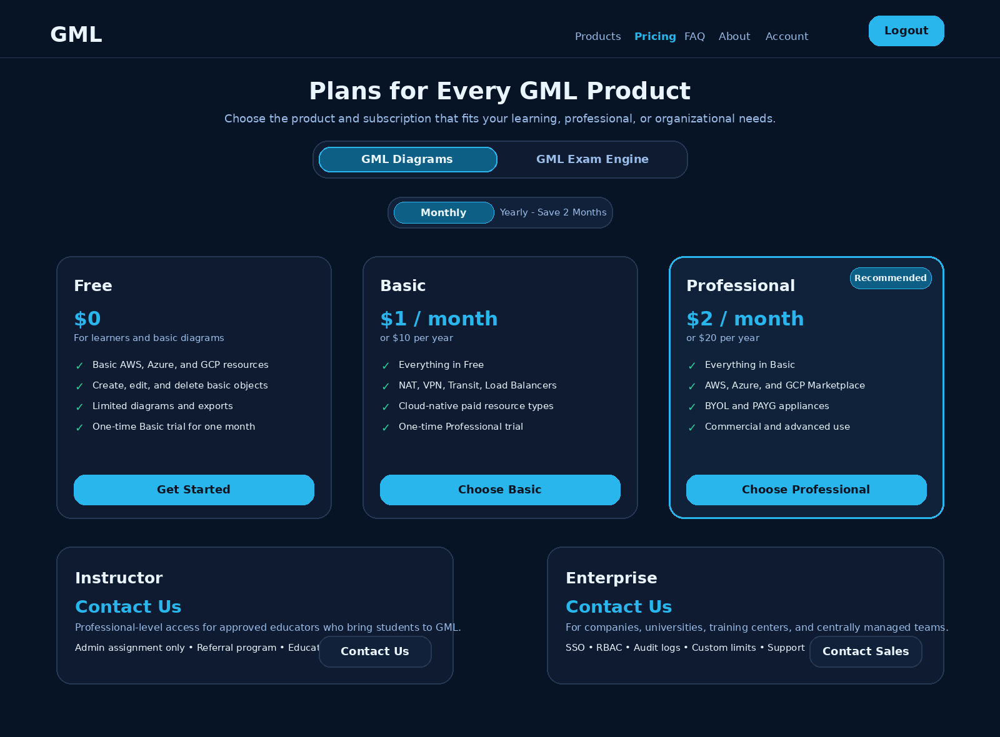 GML
Products Pricing FAQ About Account
Logout
Plans for Every GML Product
Choose the product and subscription that fits your learning, professional, or organizational needs.
GML Diagrams GML Exam Engine
Monthly Yearly - Save 2 Months
Free
$0
For learners and basic diagrams
✓ Basic AWS, Azure, and GCP resources
✓ Create, edit, and delete basic objects
✓ Limited diagrams and exports
✓ One-time Basic trial for one month
Get Started
Basic
$1 / month
or $10 per year
✓ Everything in Free
✓ NAT, VPN, Transit, Load Balancers
✓ Cloud-native paid resource types
✓ One-time Professional trial
Choose Basic
Professional
Recommended
$2 / month
or $20 per year
✓ Everything in Basic
✓ AWS, Azure, and GCP Marketplace
✓ BYOL and PAYG appliances
✓ Commercial and advanced use
Choose Professional
Instructor
Contact Us
Professional-level access for approved educators who bring students to GML.
Admin assignment only • Referral program •
Contact Us
Enterprise
Contact Us
For companies, universities, training centers, and centrally managed teams.
SSO • RBAC • Audit logs • Custom limits • Support
Contact Sales